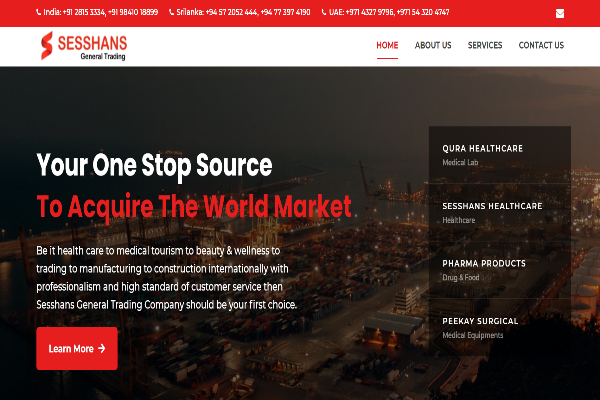 India: +91 2815 3334, +91 98410 18899 Srilanka: +94 57 2052 444, +94 77 397 4190 UAE: +971 4327 9796, +971 54 320 4747
SESSHANS
General Trading
HOME ABOUT US SERVICES CONTACT US
Your One Stop Source
To Acquire The World Market.
Be it health care to medical tourism to beauty & wellness to
trading to manufacturing to construction internationally with
professionalism and high standard of customer service then
Sesshans General Trading Company should be your first choice.
Learn More
QURA HEALTHCARE
Medical Lab
SESSHANS HEALTHCARE
Healthcare
PHARMA PRODUCTS
Drug & Food
PEEKAY SURGICAL
Medical Equipments